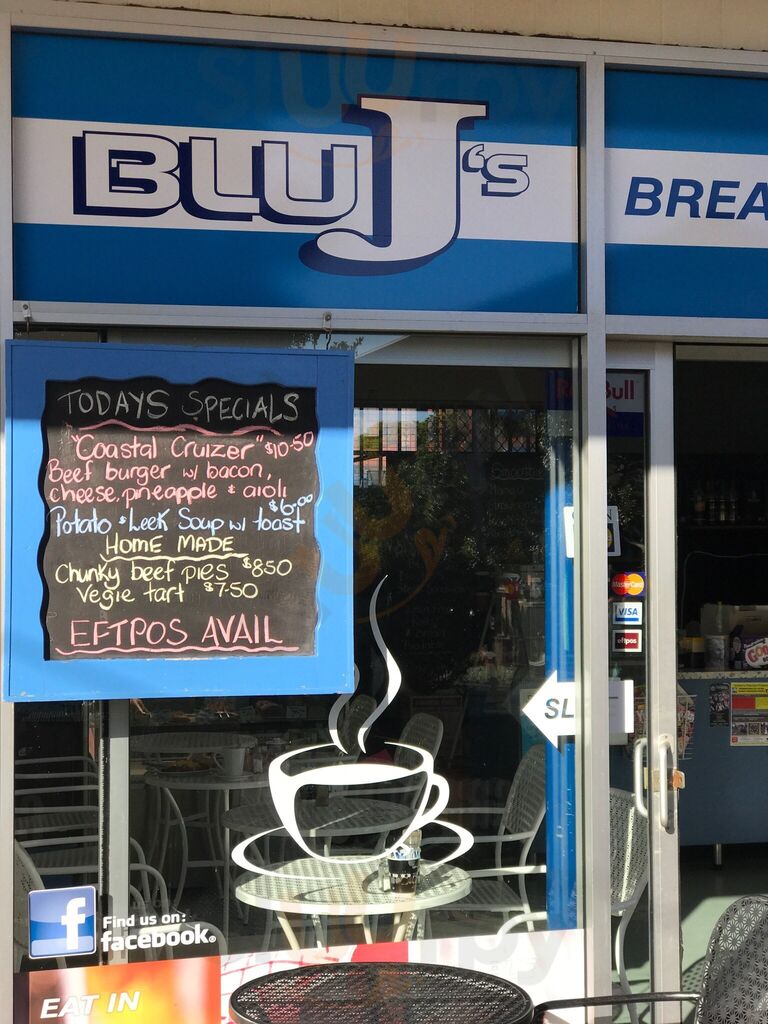 BLU J's
BREA
TODAYS SPECIALS
"Coastal Cruizer" $10-50
Beef burger w/ bacon,
cheese, pineapple & aioli
$6.00
Potato & Leek Soup w/ toast
HOME MADE
Chunky beef pies $8.50
Vegie tart $7-50
EFTPOS AVAIL
Red Bull
MasterCard
VISA
eftpos
SL
f Find us on:
facebook.
EAT IN